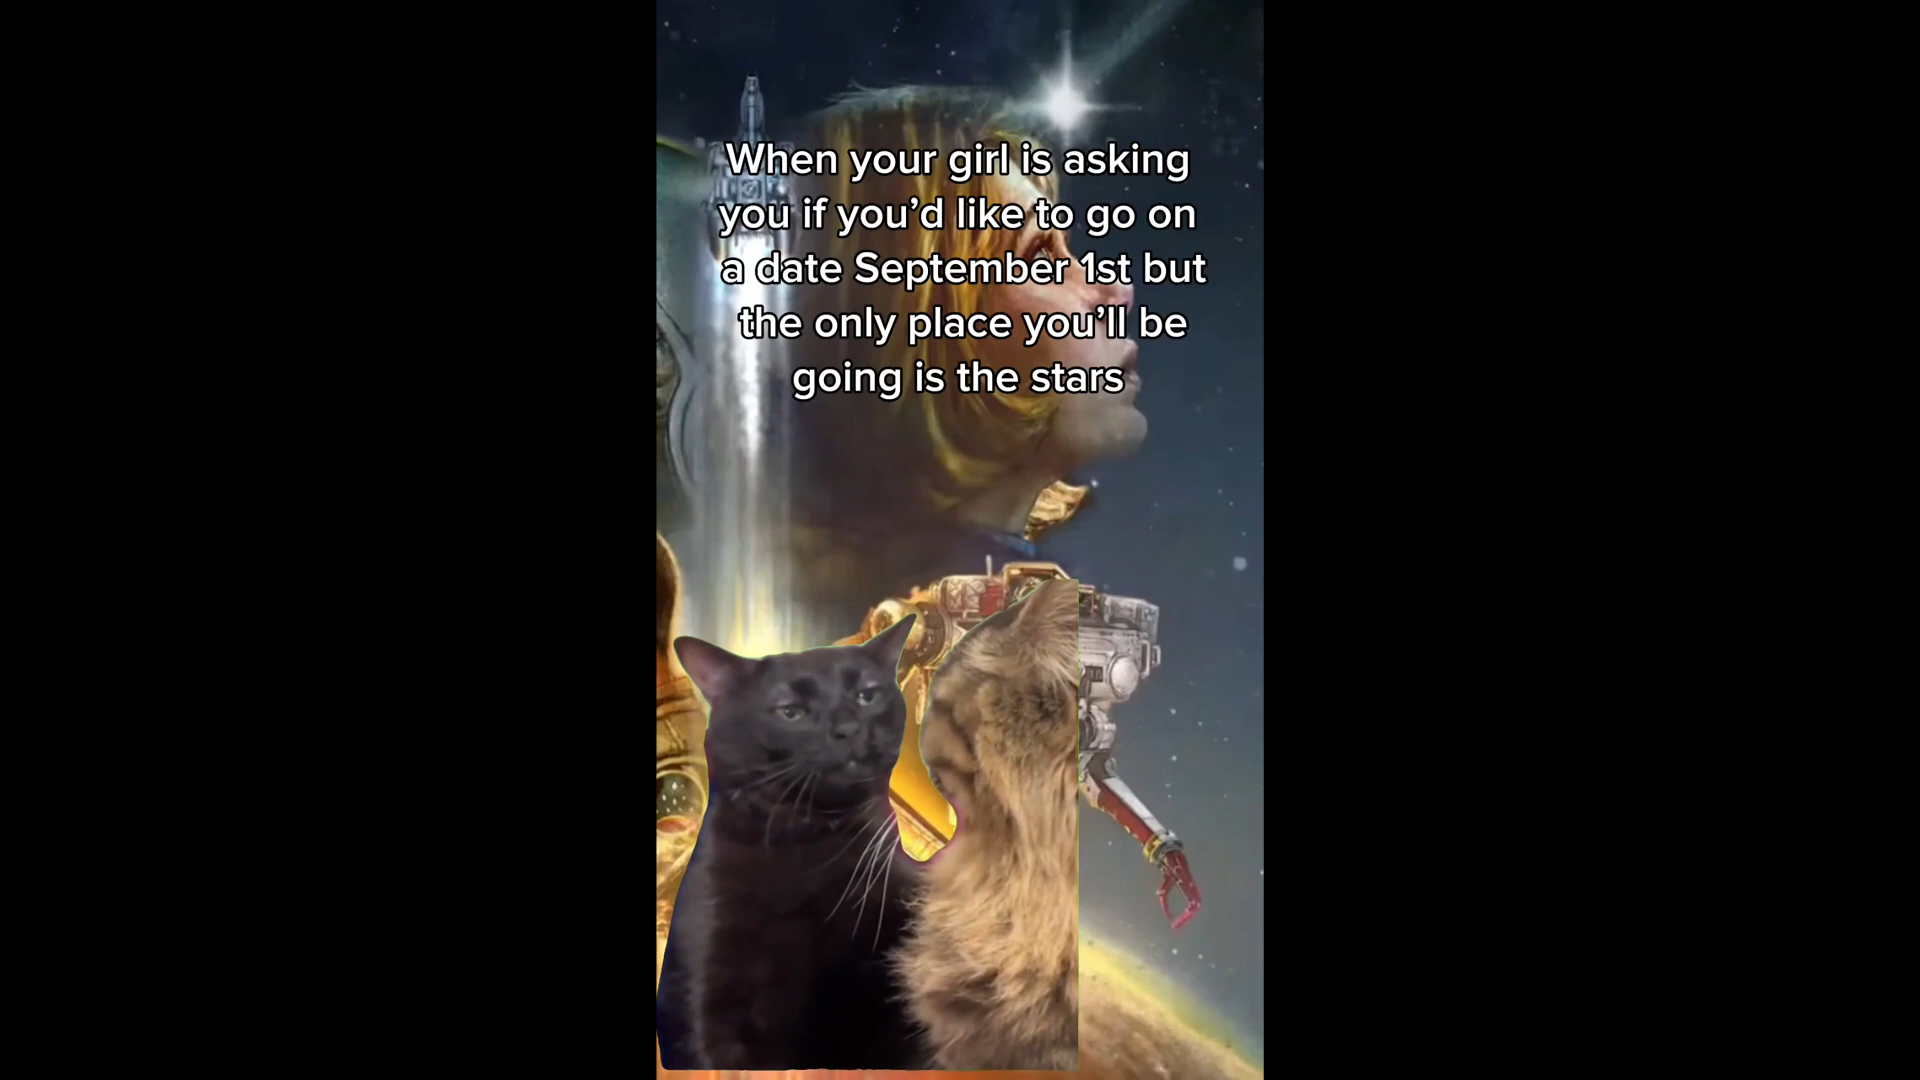 When your girl is asking
you if you’d like to go on
a date September 1st but
the only place you’ll be
going is the stars